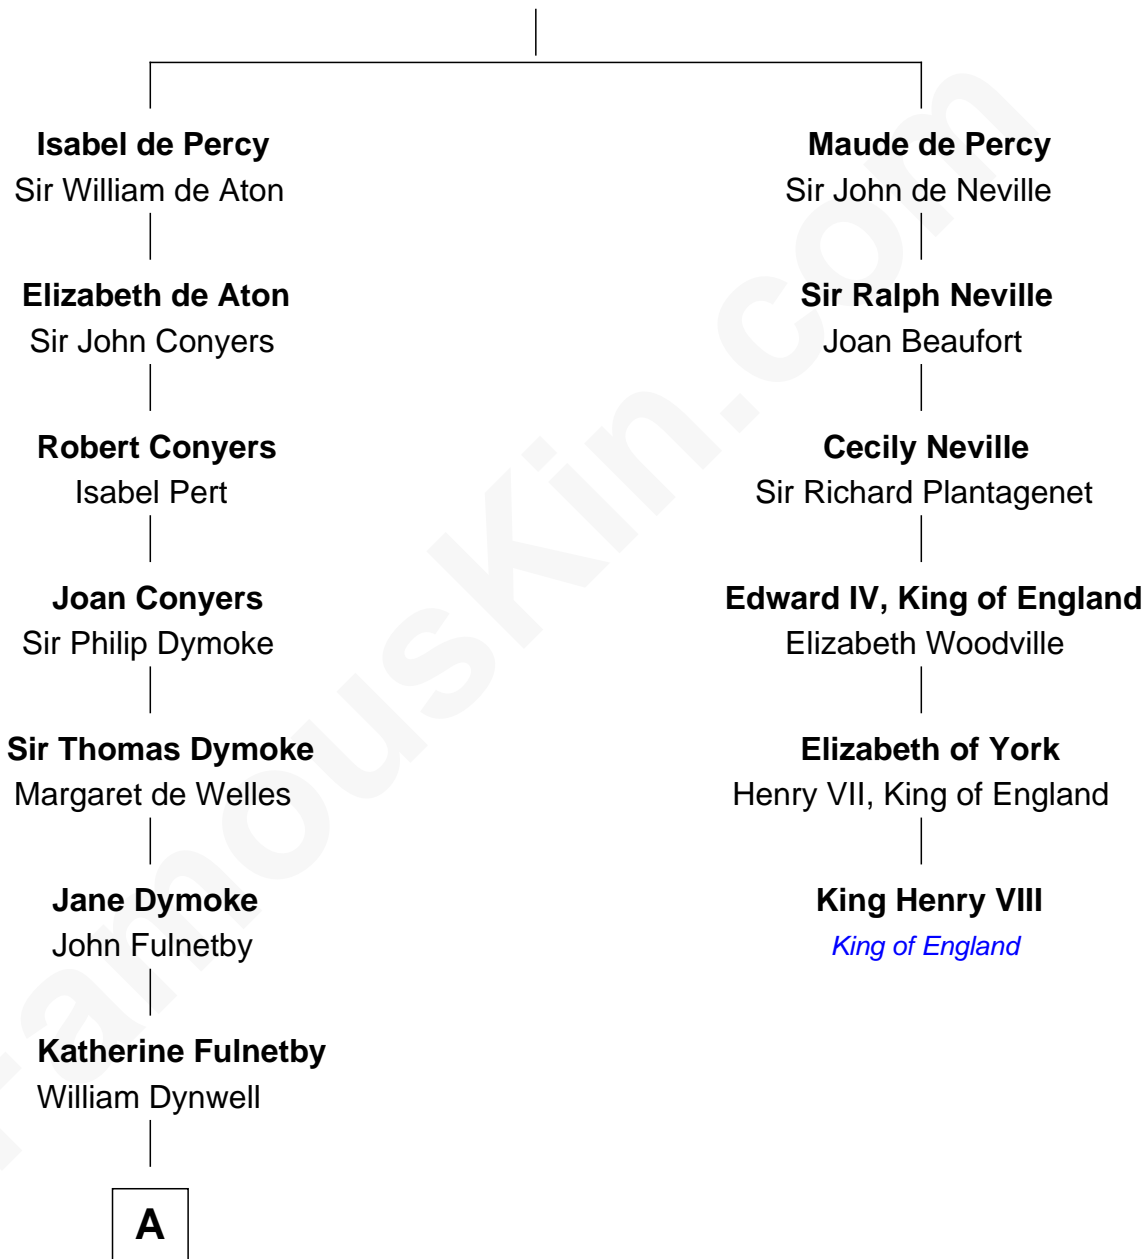 Isabel de Percy
Sir William de Aton
Elizabeth de Aton
Sir John Conyers
Robert Conyers
Isabel Pert
Joan Conyers
Sir Philip Dymoke
Sir Thomas Dymoke
Margaret de Welles
Jane Dymoke
John Fulnetby
Katherine Fulnetby
William Dynwell
A
Maude de Percy
Sir John de Neville
Sir Ralph Neville
Joan Beaufort
Cecily Neville
Sir Richard Plantagenet
Edward IV, King of England
Elizabeth Woodville
Elizabeth of York
Henry VII, King of England
King Henry VIII
King of England
FamousKin.com